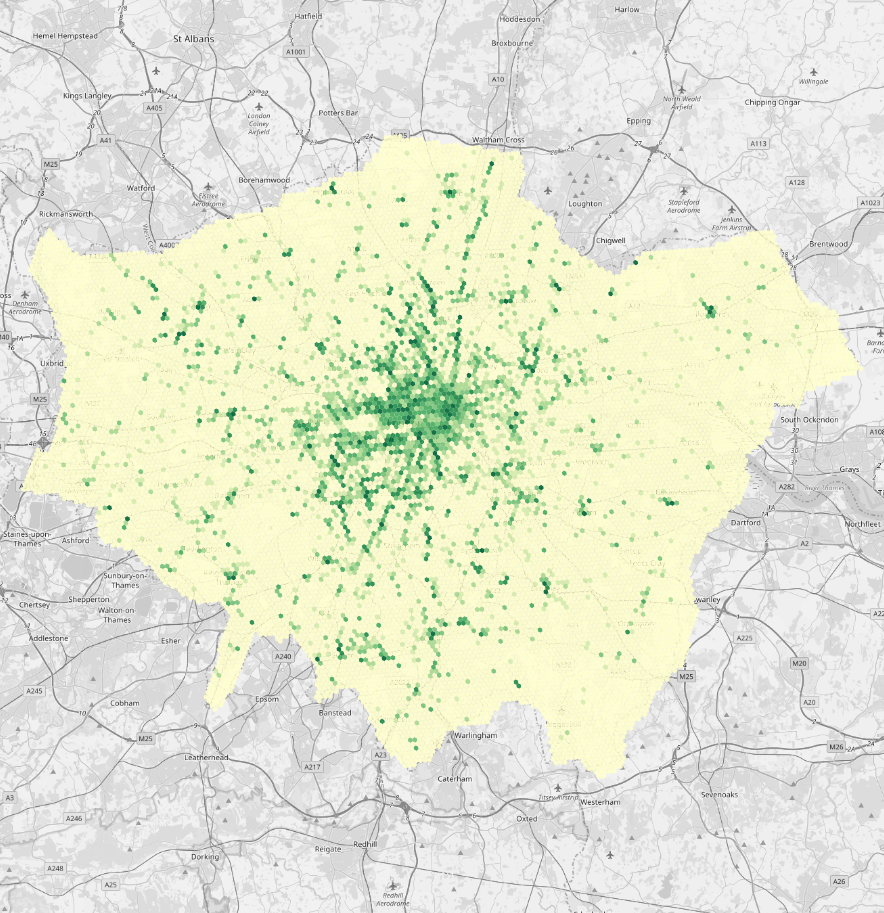 Hatfield
Hoddesdon
Harlow
Hemel Hempstead
St Albans
A1001
Broxbourne
A10
Willingale
Kings Langley
A405
London
Colney
Airfield
North Weald
Airfield
Chipping Ongar
Potters Bar
Epping
A41
Waltham Cross
A113
M25
Watford
Borehamwood
Elstree
Aerodrome
Loughton
Stapleford
Aerodrome
A128
Rickmansworth
Jenkins
Farm Airstrip
A1023
A400
Chigwell
Brentwood
Denham
Aerodrome
Uxbrid
M25
South Ockendon
Grays
A282
Dartford
Northfleet
Staines-upon-
Thames
Ashford
A2
Sunbury-on-
Thames
Chertsey
Shepperton
Walton-on
Thames
wanley
Addlestone
Esher
A240
A225
M20
A245
Cobham
Epsom
M25
A20
Banstead
M25
Warlingham
M26
Leatherhead
A217
A23
Caterham
A3
Titsey Airstrip
Westerham
Sevenoaks
A246
Oxted
Reigate
Redhill
Dorking
A248
A25
Redhill
Aerodrome
A26